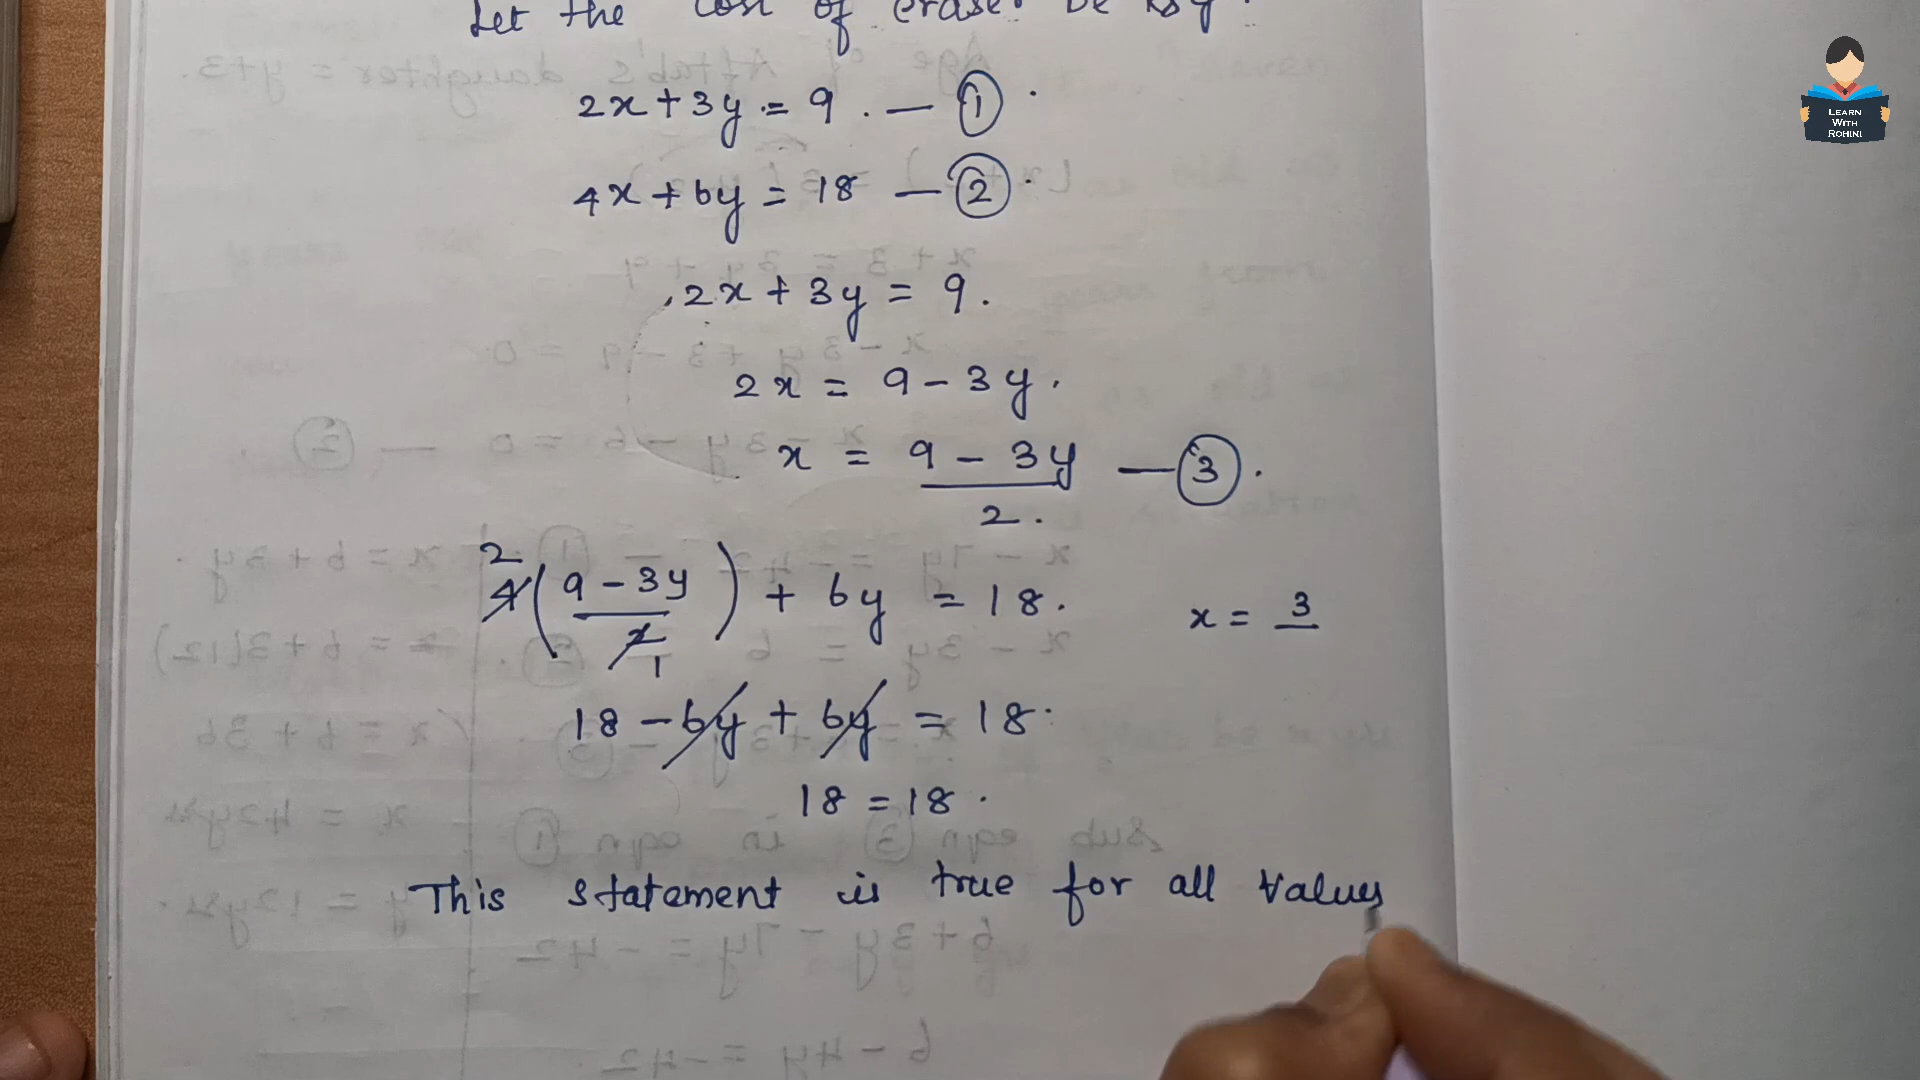 Let the cost of eraser be Rs y.
2x + 3y = 9. — ①
4x + 6y = 18 — ②
2x + 3y = 9.
2x = 9 - 3y.
x = 9 - 3y — ③.
2.
2
4(9 - 3y / 2) + 6y = 18.
1
x = 3
18 - 6y + 6y = 18.
18 = 18.
This statement is true for all values
LEARN
WITH
ROHINI